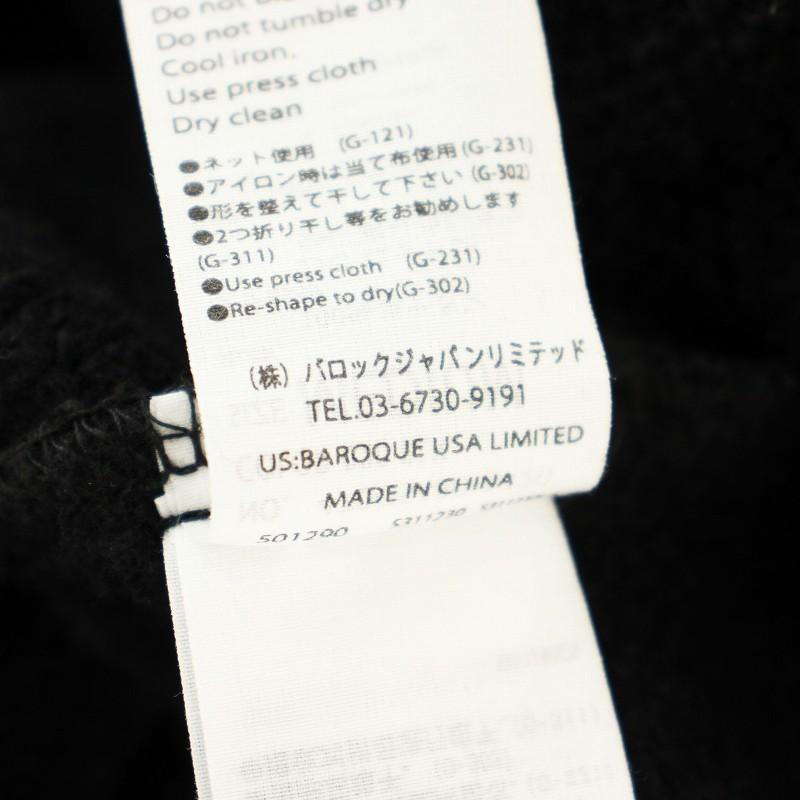 Do not
Do not tumble dry
Cool iron.
Use press cloth
Dry clean
●ネット使用 (G-121)
●アイロン時は当て布使用(G-231)
●形を整えて干して下さい(G-302)
●2つ折り干し等をお勧めします
(G-311)
●Use press cloth (G-231)
●Re-shape to dry(G-302)
(株) バロックジャパンリミテッド
TEL.03-6730-9191
US:BAROQUE USA LIMITED
MADE IN CHINA
501290